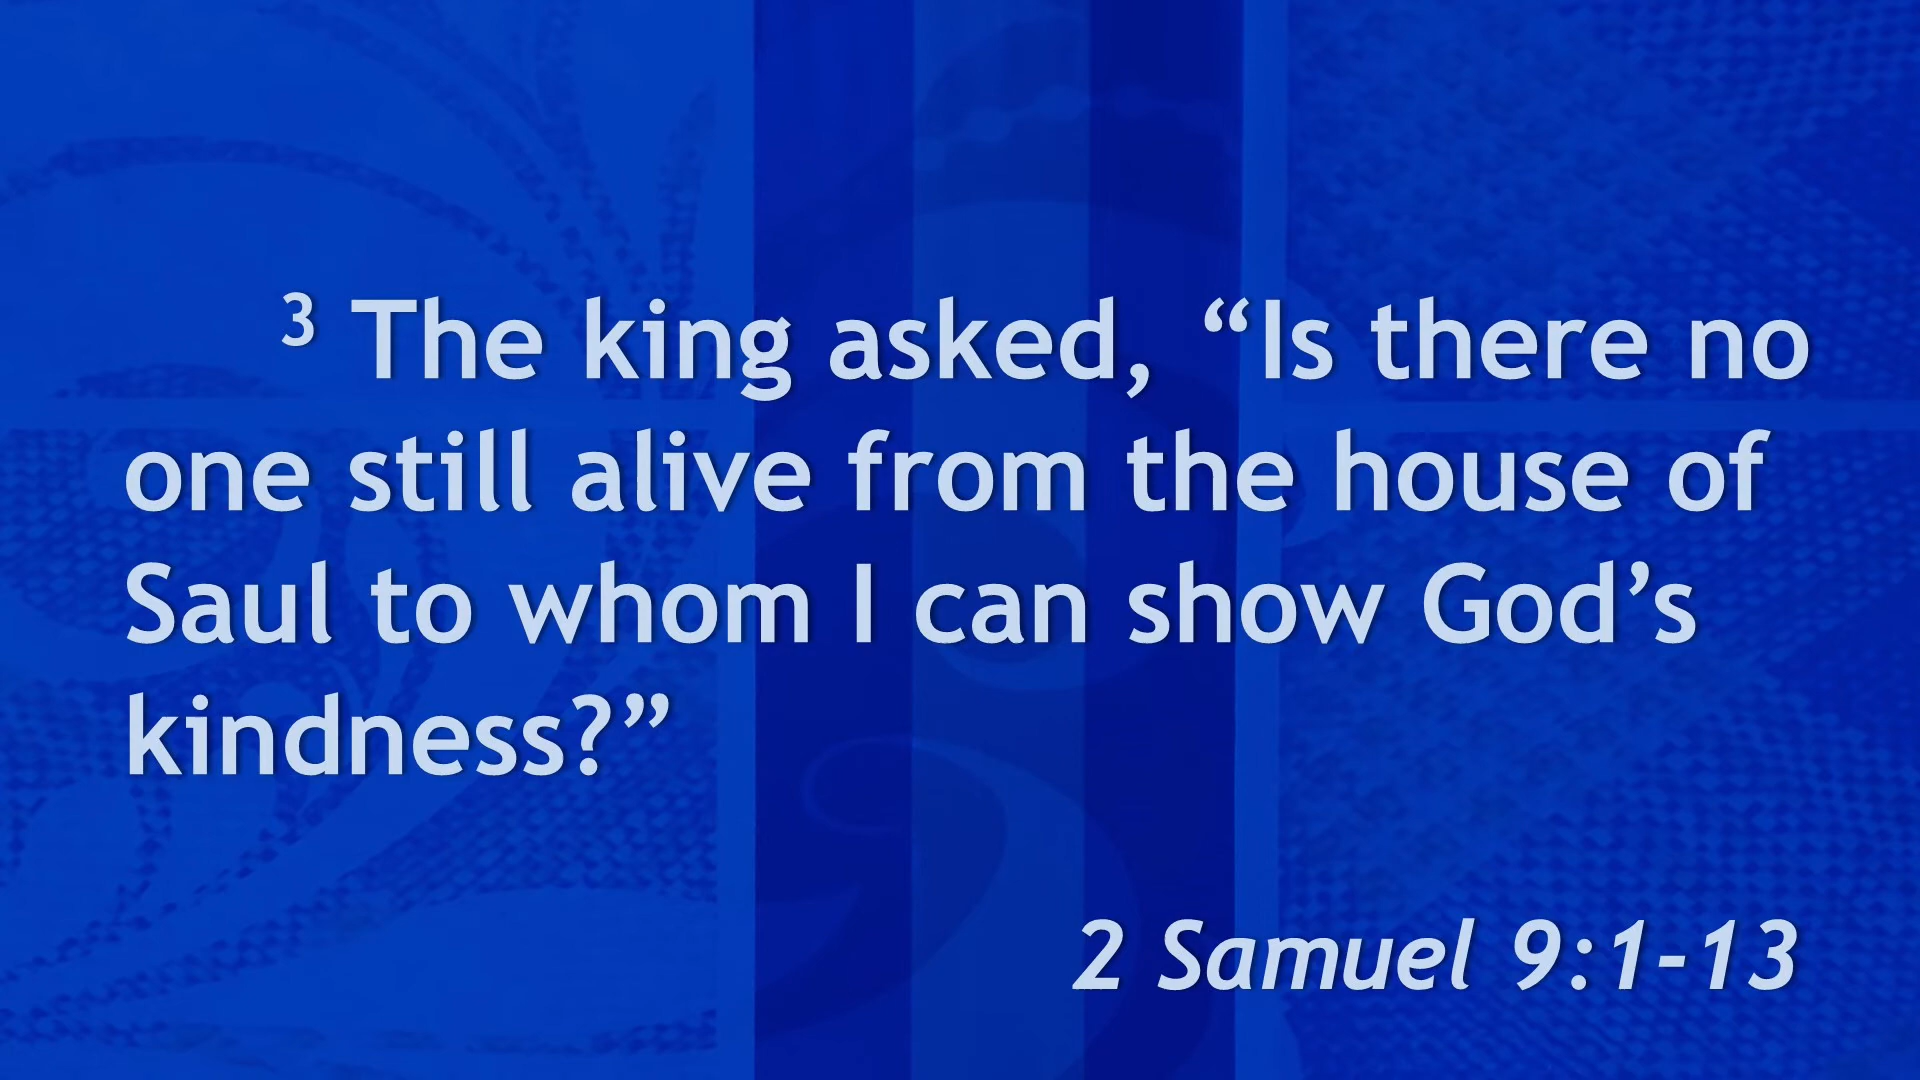 3 The king asked, “Is there no
one still alive from the house of
Saul to whom I can show God’s
kindness?”
2 Samuel 9:1-13